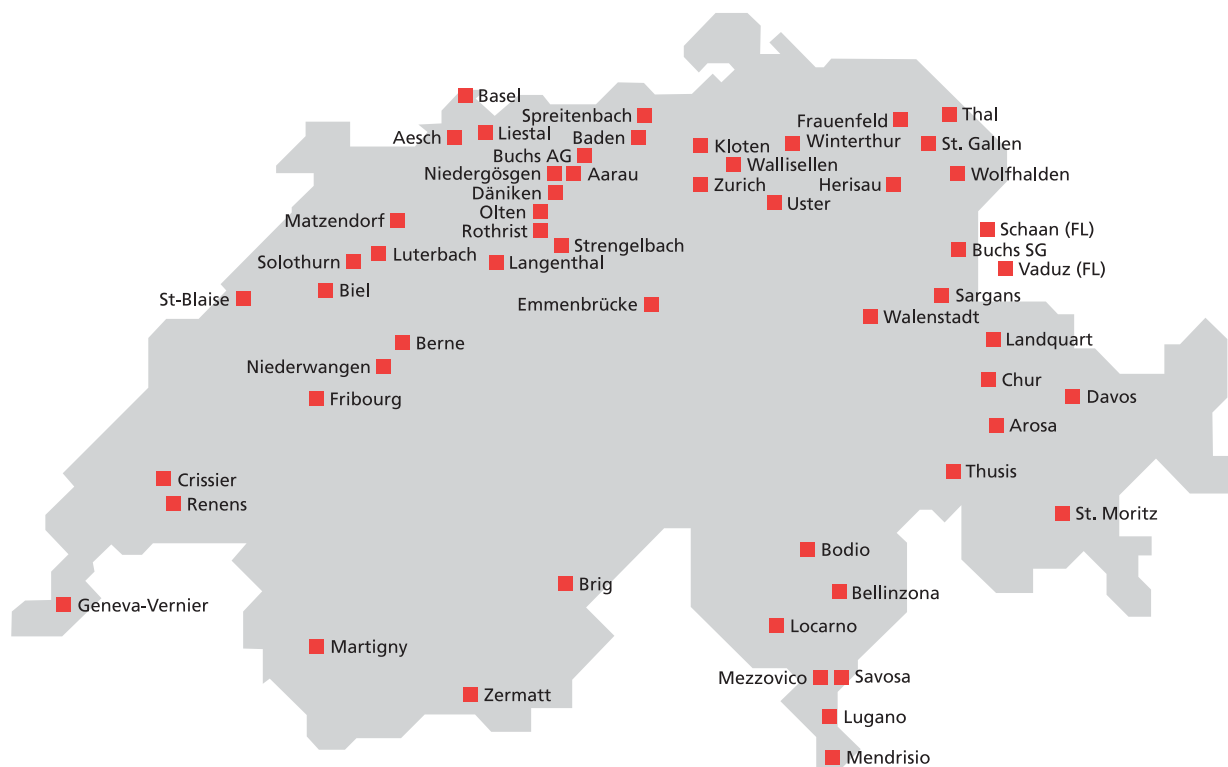 Basel
Spreitenbach
Thal
Frauenfeld
Aesch
Liestal
Baden
Kloten
Winterthur
St. Gallen
Buchs AG
Wallisellen
Niedergösgen
Aarau
Wolfhalden
Däniken
Zurich
Herisau
Uster
Olten
Matzendorf
Rothrist
Schaan (FL)
Strengelbach
Buchs SG
Luterbach
Solothurn
Langenthal
Vaduz (FL)
Biel
Sargans
St-Blaise
Emmenbrücke
Walenstadt
Berne
Landquart
Niederwangen
Chur
Fribourg
Davos
Arosa
Thusis
Crissier
Renens
St. Moritz
Bodio
Brig
Bellinzona
Geneva-Vernier
Locarno
Martigny
Mezzovico
Savosa
Zermatt
Lugano
Mendrisio